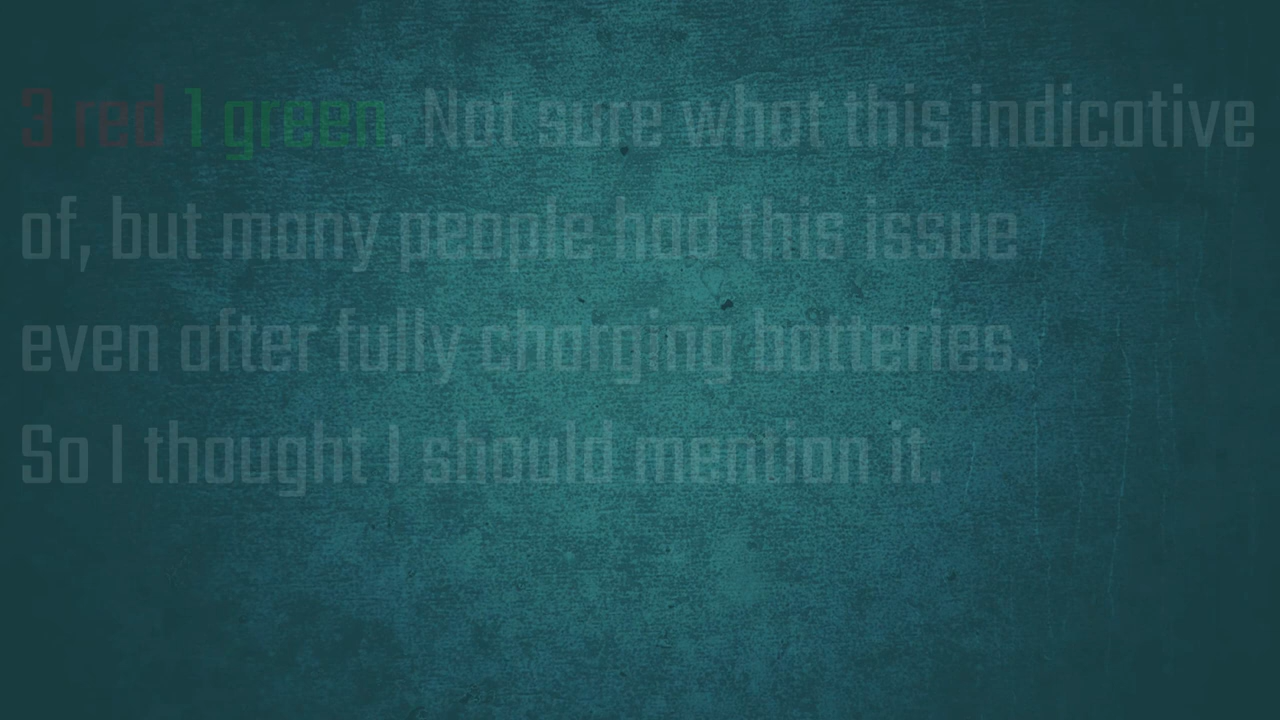 3 red 1 green. Not sure what this indicative
of, but many people had this issue
even after fully charging batteries.
So I thought I should mention it.